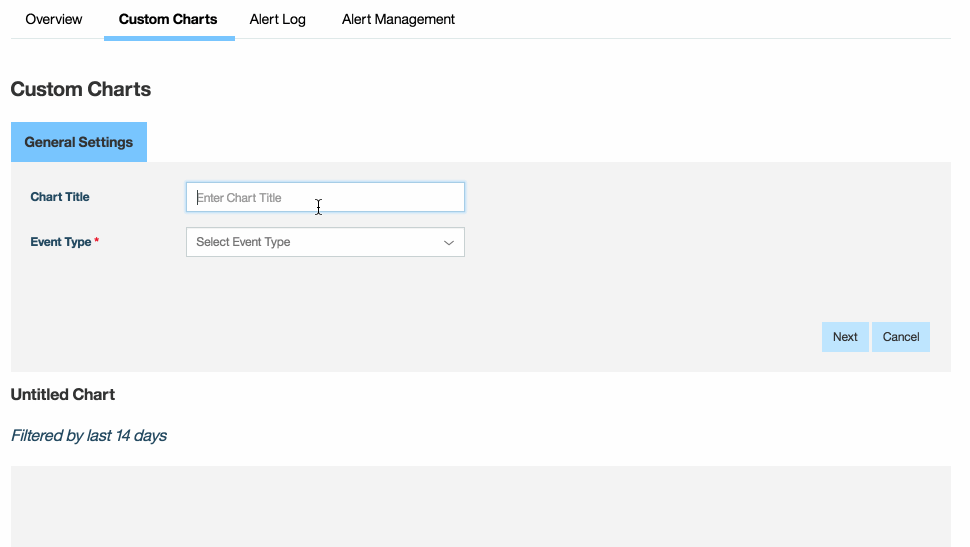 Overview Custom Charts Alert Log Alert Management
Custom Charts
General Settings
Chart Title Enter Chart Title
Event Type * Select Event Type
Next Cancel
Untitled Chart
Filtered by last 14 days